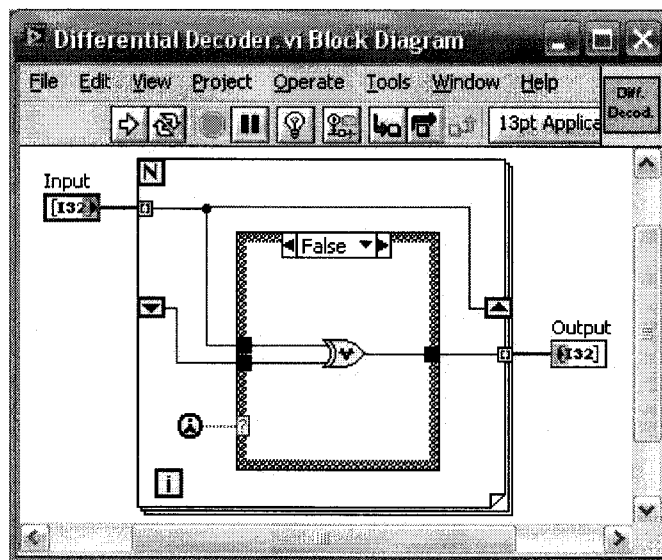 Differential Decoder.vi Block Diagram
File Edit View Project Operate Tools Window Help
Diff.
Decod.
13pt Applica
N
Input
[I32]
False
Output
[I32]
?
i